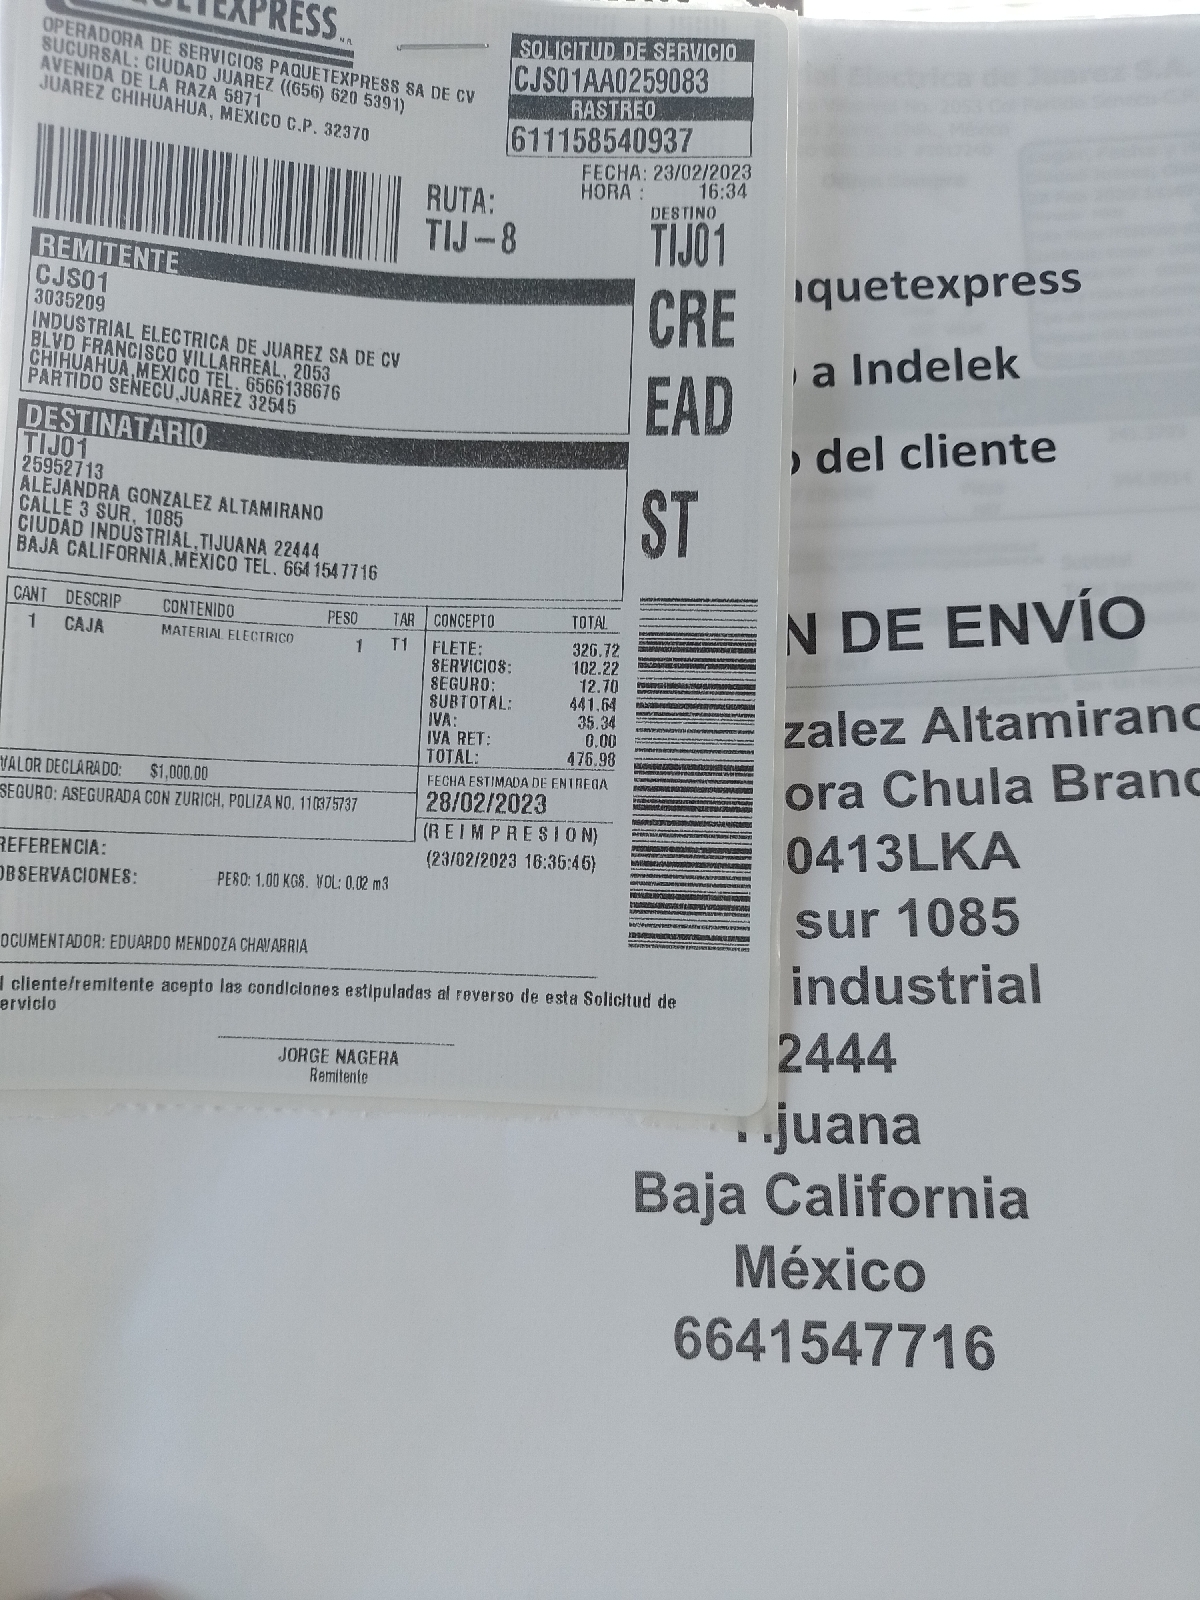 QUETEXPRESS
OPERADORA DE SERVICIOS PAQUETEXPRESS SA DE CV
SUCURSAL: CIUDAD JUAREZ ((656) 620 5391)
AVENIDA DE LA RAZA 5871
JUAREZ CHIHUAHUA, MEXICO C.P. 32370
SOLICITUD DE SERVICIO
CJS01AA0259083
RASTREO
611158540937
FECHA: 23/02/2023
HORA : 16:34
RUTA:
TIJ-8
DESTINO
TIJ01
CRE
EAD
ST
REMITENTE
CJS01
3035209
INDUSTRIAL ELECTRICA DE JUAREZ SA DE CV
BLVD FRANCISCO VILLARREAL, 2053
CHIHUAHUA,MEXICO TEL. 6566138676
PARTIDO SENECU,JUAREZ 32545
DESTINATARIO
TIJ01
25952713
ALEJANDRA GONZALEZ ALTAMIRANO
CALLE 3 SUR, 1085
CIUDAD INDUSTRIAL,TIJUANA 22444
BAJA CALIFORNIA,MEXICO TEL. 6641547716
CANT DESCRIP CONTENIDO PESO TAR
1 CAJA MATERIAL ELECTRICO 1 T1
CONCEPTO TOTAL
FLETE: 326.72
SERVICIOS: 102.22
SEGURO: 12.70
SUBTOTAL: 441.64
IVA: 35.34
IVA RET: 0.00
TOTAL: 476.98
VALOR DECLARADO: $1,000.00
SEGURO: ASEGURADA CON ZURICH, POLIZA NO. 110375737
FECHA ESTIMADA DE ENTREGA
28/02/2023
(REIMPRESION)
(23/02/2023 16:35:46)
REFERENCIA:
OBSERVACIONES: PESO: 1.00 KGS. VOL: 0.02 m3
OCUMENTADOR: EDUARDO MENDOZA CHAVARRIA
l cliente/remitente acepto las condiciones estipuladas al reverso de esta Solicitud de
ervicio
JORGE NAGERA
Remitente
aquetexpress
a Indelek
o del cliente
N DE ENVÍO
zalez Altamirano
ora Chula Brand
0413LKA
sur 1085
industrial
2444
Tijuana
Baja California
México
6641547716